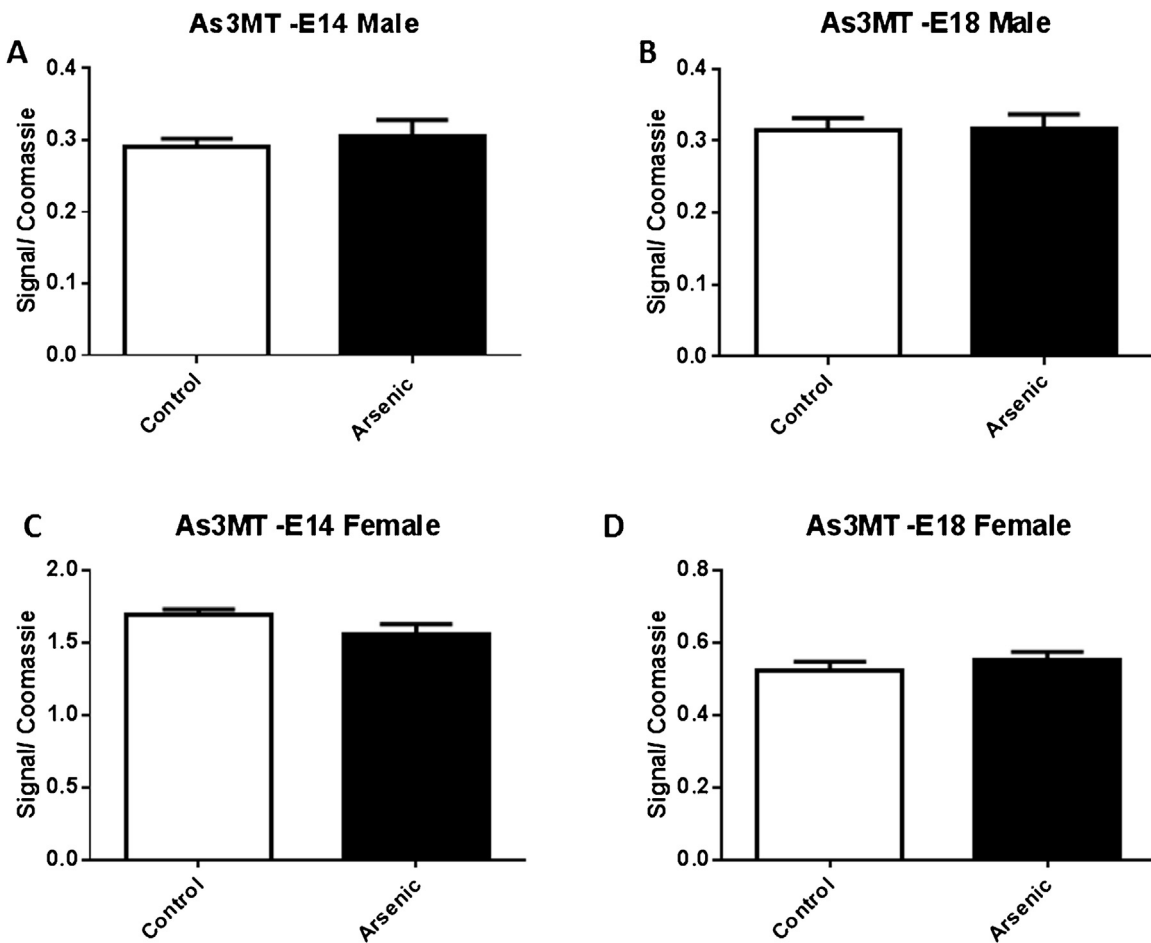 As3MT -E14 Male
A
0.4
0.3
0.2
0.1
0.0
Signal/ Coomassie
Control
Arsenic
As3MT -E18 Male
B
0.4
0.3
0.2
0.1
0.0
Signal/ Coomassie
Control
Arsenic
C
As3MT -E14 Female
2.0
1.5
1.0
0.5
0.0
Signal/ Coomassie
Control
Arsenic
D
As3MT -E18 Female
0.8
0.6
0.4
0.2
0.0
Signal/ Coomassie
Control
Arsenic